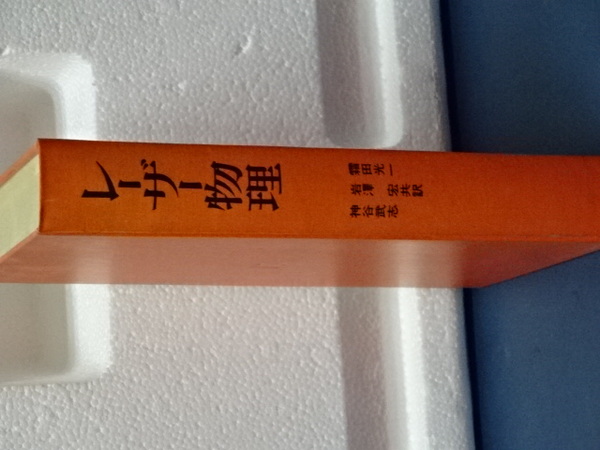 レーザー物理
霜田光一
岩澤 宏 共訳
神谷武志